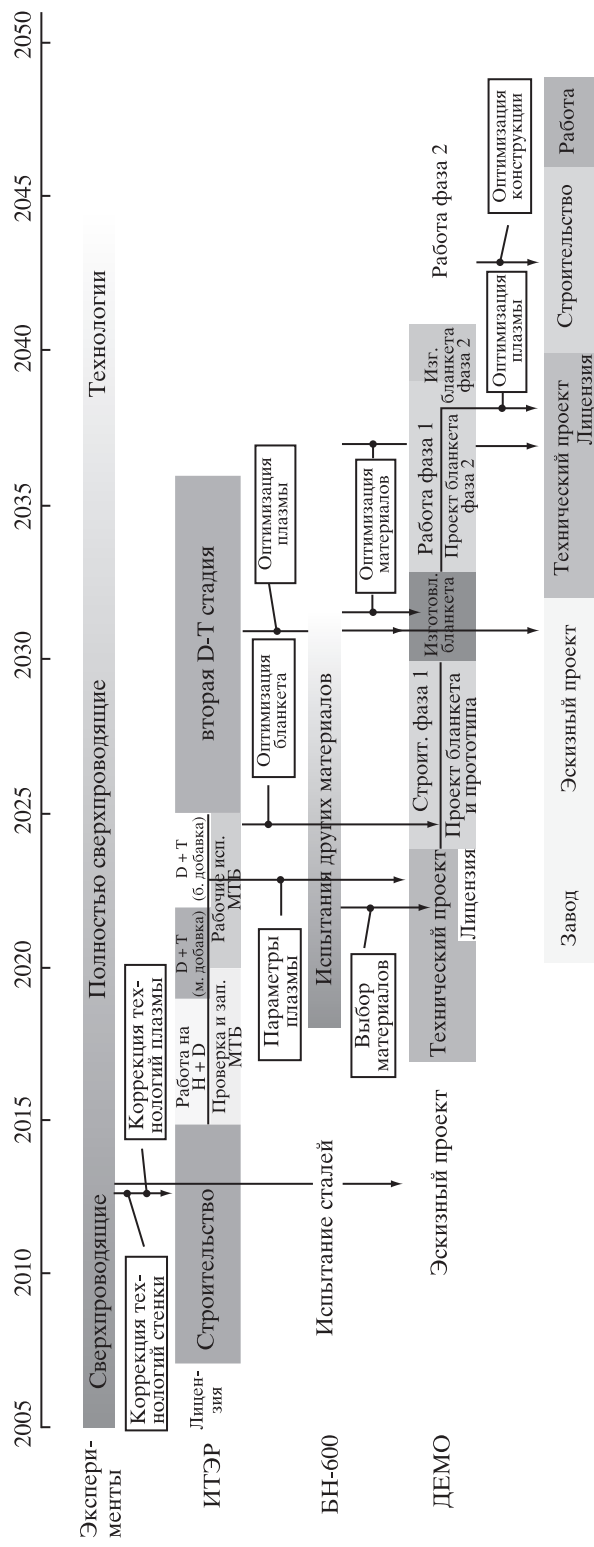 2005
2010
2015
2020
2025
2030
2035
2040
2045
2050
Экспери-
менты
Сверхпроводящие
Полностью сверхпроводящие
Технологии
Коррекция тех-
нологий стенки
Коррекция тех-
нологий плазмы
ИТЭР
Лицен-
зия
Строительство
Работа на
H + D
Проверка и зап.
МТБ
D + T
(м. добавка)
D + T
(б. добавка)
Рабочие исп.
МТБ
вторая D-T стадия
Параметры
плазмы
Оптимизация
бланкета
Оптимизация
плазмы
БН-600
Испытание сталей
Испытания других материалов
Выбор
материалов
Оптимизация
материалов
ДЕМО
Эскизный проект
Технический проект
Лицензия
Строит. фаза 1
Проект бланкета
и прототипа
Изготовл.
бланкета
Работа фаза 1
Проект бланкета
фаза 2
Изг.
бланкета
фаза 2
Работа фаза 2
Оптимизация
плазмы
Оптимизация
конструкции
Завод
Эскизный проект
Технический проект
Лицензия
Строительство
Работа